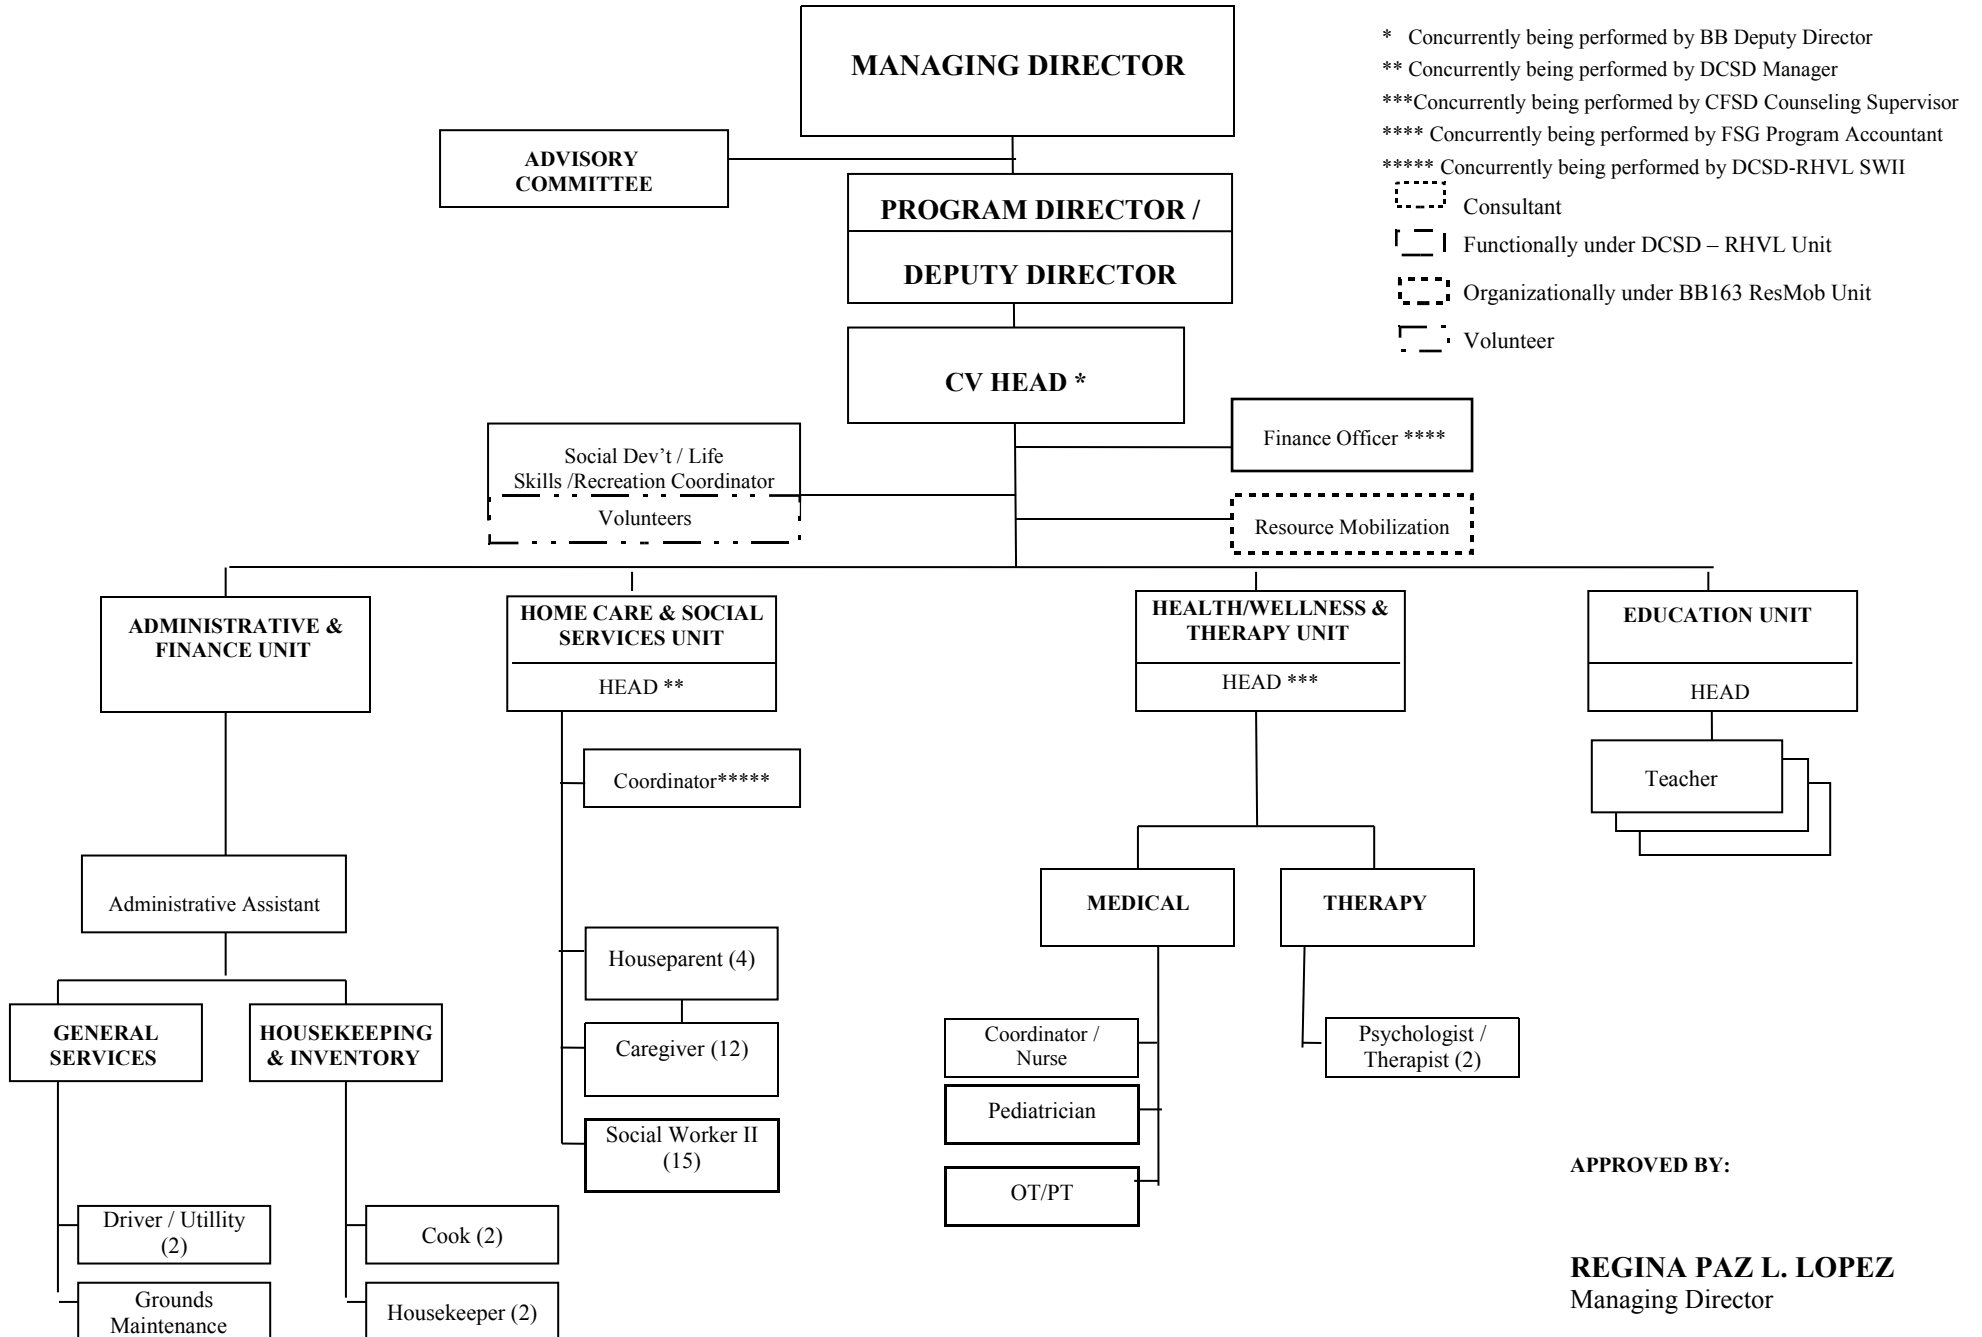 MANAGING DIRECTOR
* Concurrently being performed by BB Deputy Director
** Concurrently being performed by DCSD Manager
***Concurrently being performed by CFSD Counseling Supervisor
**** Concurrently being performed by FSG Program Accountant
***** Concurrently being performed by DCSD-RHVL SWII
Consultant
Functionally under DCSD – RHVL Unit
Organizationally under BB163 ResMob Unit
Volunteer
ADVISORY
COMMITTEE
PROGRAM DIRECTOR /
DEPUTY DIRECTOR
CV HEAD *
Social Dev’t / Life
Skills /Recreation Coordinator
Volunteers
Finance Officer ****
Resource Mobilization
ADMINISTRATIVE &
FINANCE UNIT
HOME CARE & SOCIAL
SERVICES UNIT
HEAD **
HEALTH/WELLNESS &
THERAPY UNIT
HEAD ***
EDUCATION UNIT
HEAD
Coordinator*****
Teacher
Administrative Assistant
MEDICAL
THERAPY
Houseparent (4)
Caregiver (12)
Social Worker II
(15)
GENERAL
SERVICES
HOUSEKEEPING
& INVENTORY
Coordinator /
Nurse
Pediatrician
OT/PT
Psychologist /
Therapist (2)
Driver / Utillity
(2)
Grounds
Maintenance
Cook (2)
Housekeeper (2)
APPROVED BY:
REGINA PAZ L. LOPEZ
Managing Director